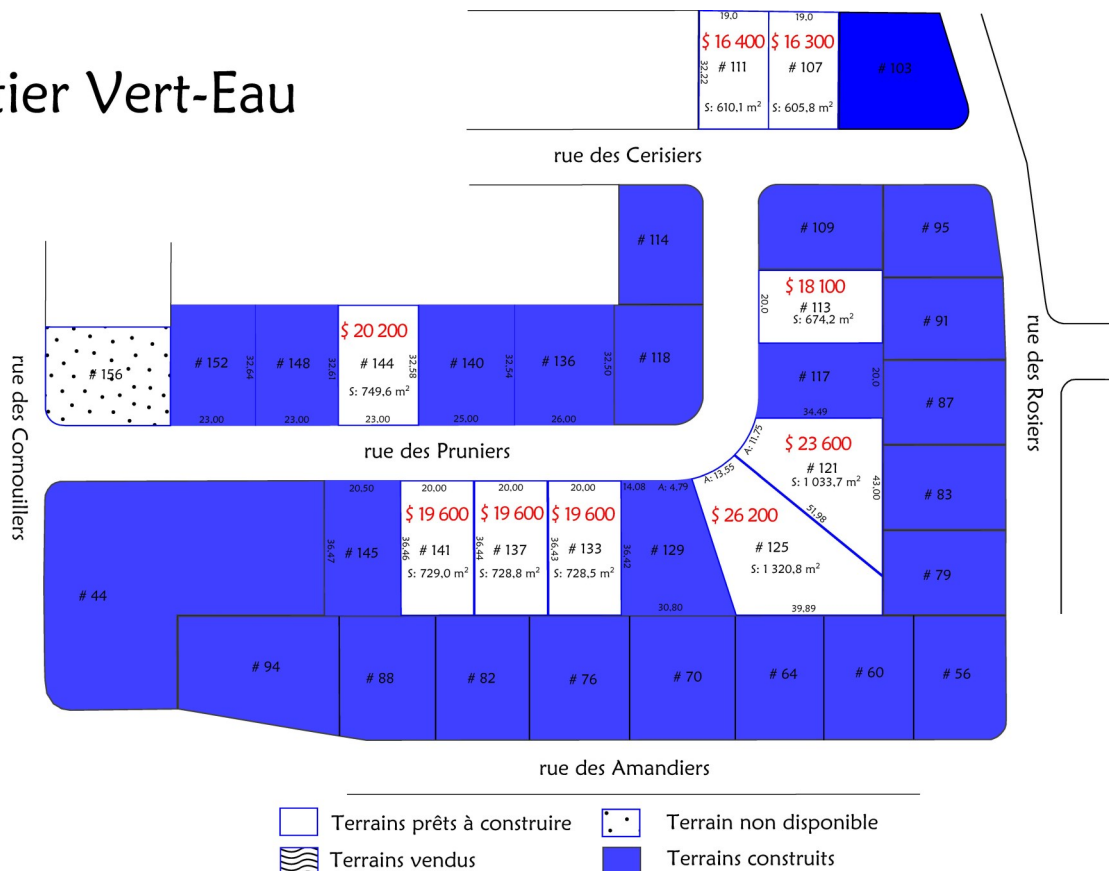 tier Vert-Eau
19,0
19,0
$ 16 400
$ 16 300
32,22
# 111
# 107
# 103
S: 610,1 m²
S: 605,8 m²
rue des Cerisiers
# 114
# 109
# 95
$ 18 100
20,0
# 113
S: 674,2 m²
# 91
$ 20 200
# 156
# 152
32,64
# 148
32,61
# 144
32,58
# 140
32,54
# 136
32,50
# 118
S: 749,6 m²
23,00
23,00
23,00
25,00
26,00
# 117
20,0
34,49
# 87
rue des Cornouillers
rue des Rosiers
rue des Pruniers
A: 11,75
$ 23 600
# 121
S: 1 033,7 m²
43,00
A: 13,55
51,98
# 83
20,50
20,00
20,00
20,00
14,08
A: 4,79
$ 19 600
$ 19 600
$ 19 600
$ 26 200
36,47
# 145
36,46
# 141
36,44
# 137
36,43
# 133
36,42
# 129
# 125
S: 729,0 m²
S: 728,8 m²
S: 728,5 m²
S: 1 320,8 m²
# 79
30,80
39,89
# 44
# 94
# 88
# 82
# 76
# 70
# 64
# 60
# 56
rue des Amandiers
Terrains prêts à construire
Terrain non disponible
Terrains vendus
Terrains construits